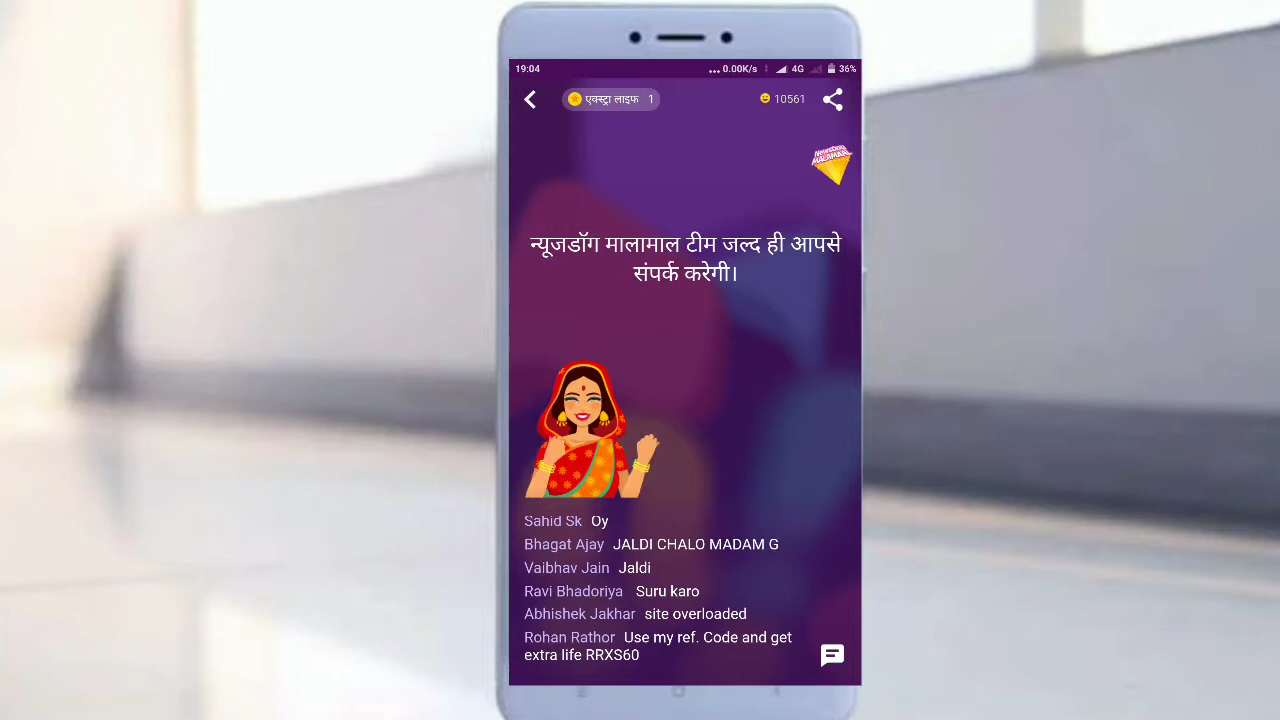 19:04
...0.00K/s 4G 36%
एक्स्ट्रा लाइफ 1
10561
NewsDog
MALAMAAL
न्यूजडॉग मालामाल टीम जल्द ही आपसे
संपर्क करेगी।
Sahid Sk Oy
Bhagat Ajay JALDI CHALO MADAM G
Vaibhav Jain Jaldi
Ravi Bhadoriya Suru karo
Abhishek Jakhar site overloaded
Rohan Rathor Use my ref. Code and get
extra life RRXS60